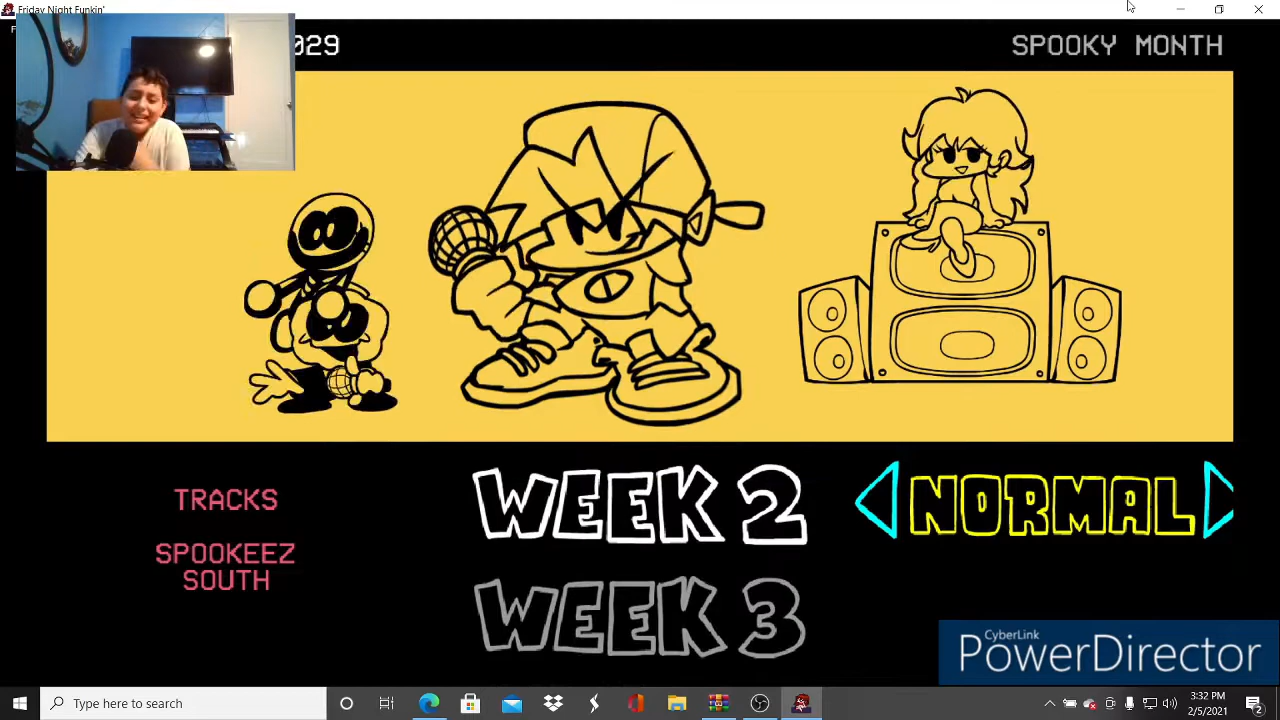 Friday Night Funkin'
029
SPOOKY MONTH
TRACKS
SPOOKEEZ
SOUTH
WEEK 2
NORMAL
WEEK 3
CyberLink
PowerDirector
Type here to search
3:32 PM
2/5/2021
2